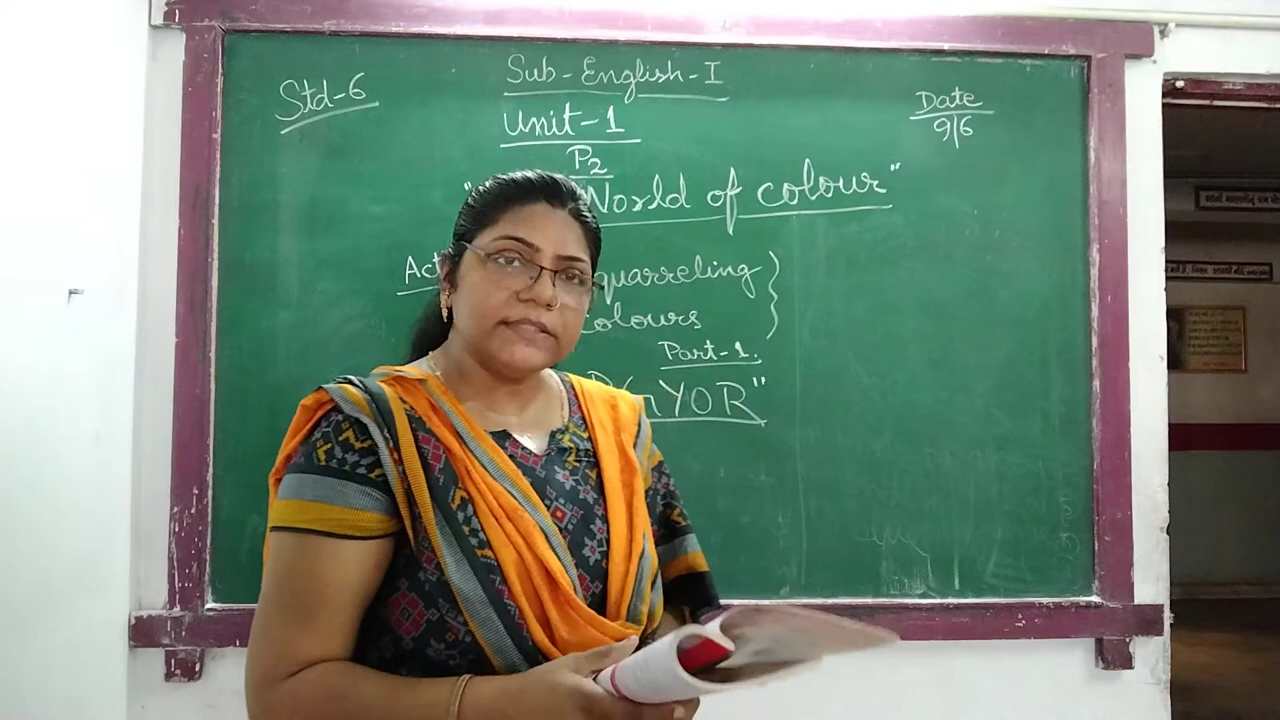 Sub-English-I
Std-6
Date
9/6
Unit-1
P2
World of colour"
quarreling
colours
Part-1.
YOR"